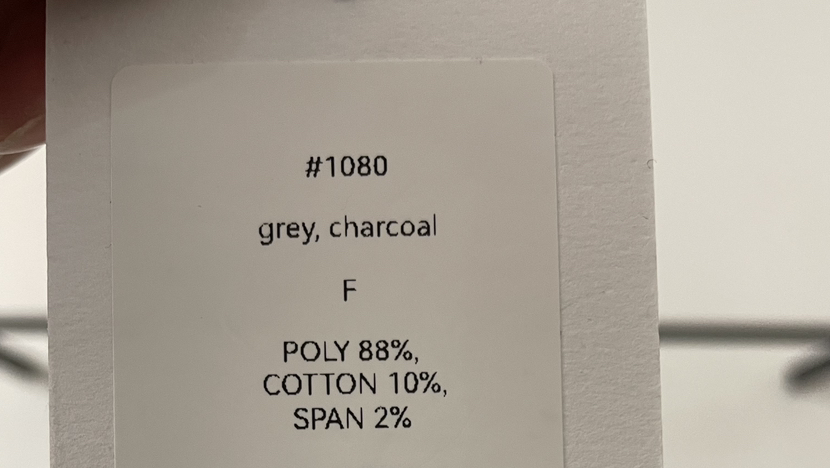 #1080
grey, charcoal
F
POLY 88%,
COTTON 10%,
SPAN 2%